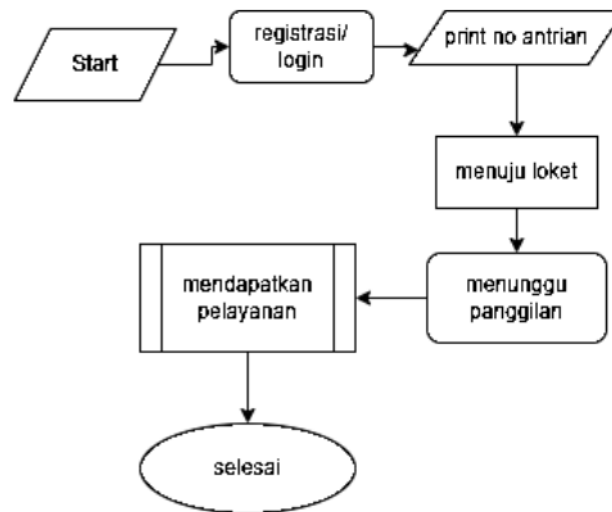 Start
registrasi/
login
print no antrian
menuju loket
menunggu
panggilan
mendapatkan
pelayanan
selesai